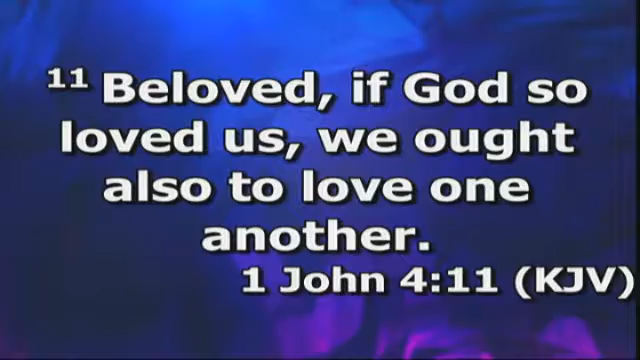 11 Beloved, if God so
loved us, we ought
also to love one
another.
1 John 4:11 (KJV)